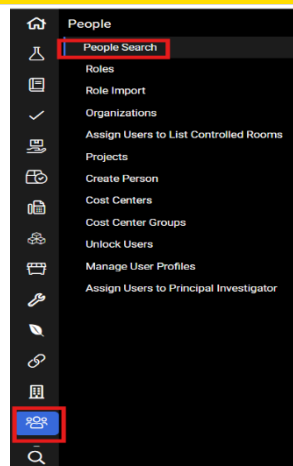 People
People Search
Roles
Role Import
Organizations
Assign Users to List Controlled Rooms
Projects
Create Person
Cost Centers
Cost Center Groups
Unlock Users
Manage User Profiles
Assign Users to Principal Investigator